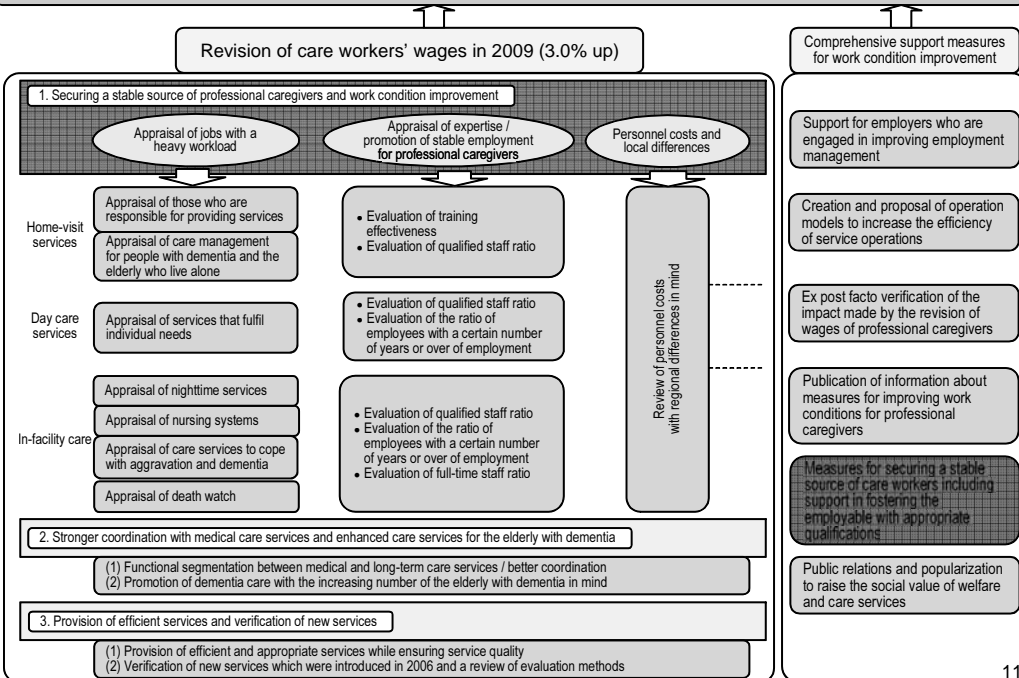 Revision of care workers' wages in 2009 (3.0% up)
1. Securing a stable source of professional caregivers and work condition improvement
Appraisal of jobs with a
heavy workload
Appraisal of expertise /
promotion of stable employment
for professional caregivers
Personnel costs and
local differences
Home-visit
services
Appraisal of those who are
responsible for providing services
Appraisal of care management
for people with dementia and the
elderly who live alone
• Evaluation of training
effectiveness
• Evaluation of qualified staff ratio
Day care
services
Appraisal of services that fulfil
individual needs
• Evaluation of qualified staff ratio
• Evaluation of the ratio of
employees with a certain number
of years or over of employment
In-facility care
Appraisal of nighttime services
Appraisal of nursing systems
Appraisal of care services to cope
with aggravation and dementia
Appraisal of death watch
• Evaluation of qualified staff ratio
• Evaluation of the ratio of
employees with a certain number
of years or over of employment
• Evaluation of full-time staff ratio
Review of personnel costs
with regional differences in mind
2. Stronger coordination with medical care services and enhanced care services for the elderly with dementia
(1) Functional segmentation between medical and long-term care services / better coordination
(2) Promotion of dementia care with the increasing number of the elderly with dementia in mind
3. Provision of efficient services and verification of new services
(1) Provision of efficient and appropriate services while ensuring service quality
(2) Verification of new services which were introduced in 2006 and a review of evaluation methods
Comprehensive support measures
for work condition improvement
Support for employers who are
engaged in improving employment
management
Creation and proposal of operation
models to increase the efficiency
of service operations
Ex post facto verification of the
impact made by the revision of
wages of professional caregivers
Publication of information about
measures for improving work
conditions for professional
caregivers
Measures for securing a stable
source of care workers including
support in fostering the
employable with appropriate
qualifications
Public relations and popularization
to raise the social value of welfare
and care services
11